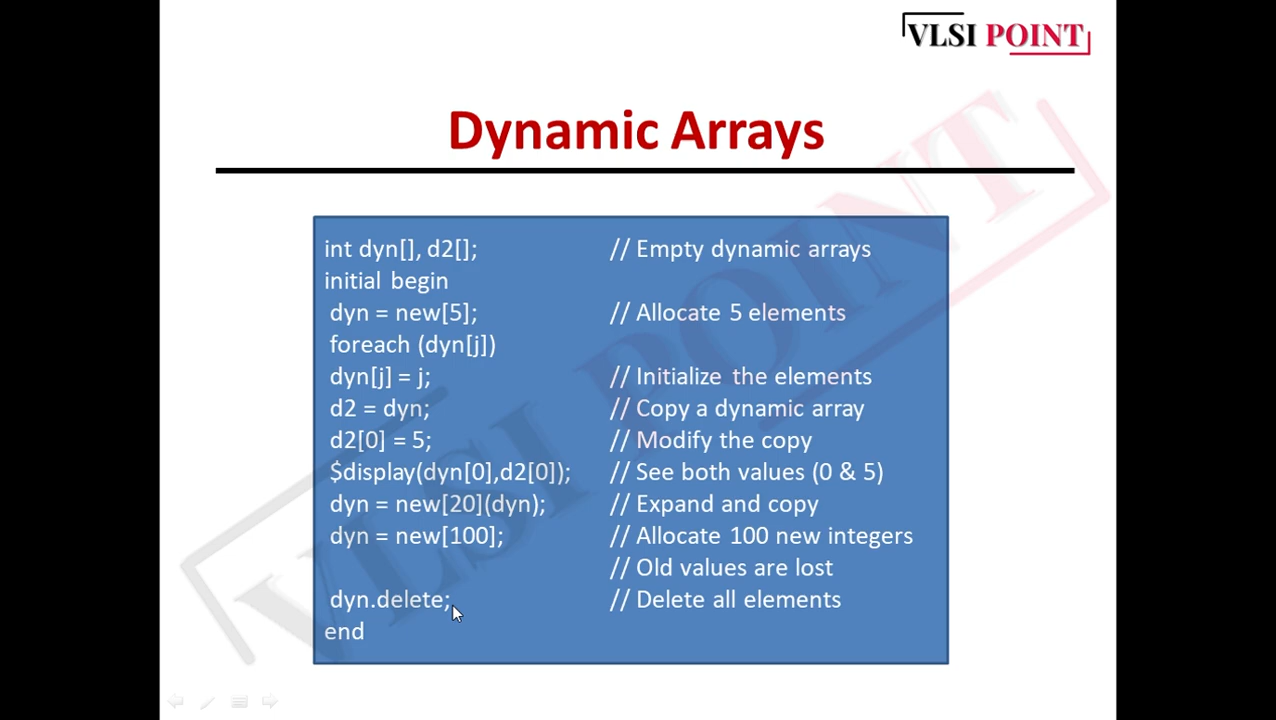 VLSI POINT
Dynamic Arrays
int dyn[], d2[]; // Empty dynamic arrays
initial begin
dyn = new[5]; // Allocate 5 elements
foreach (dyn[j])
dyn[j] = j; // Initialize the elements
d2 = dyn; // Copy a dynamic array
d2[0] = 5; // Modify the copy
$display(dyn[0],d2[0]); // See both values (0 & 5)
dyn = new[20](dyn); // Expand and copy
dyn = new[100]; // Allocate 100 new integers
// Old values are lost
dyn.delete; // Delete all elements
end
VLSI POINT